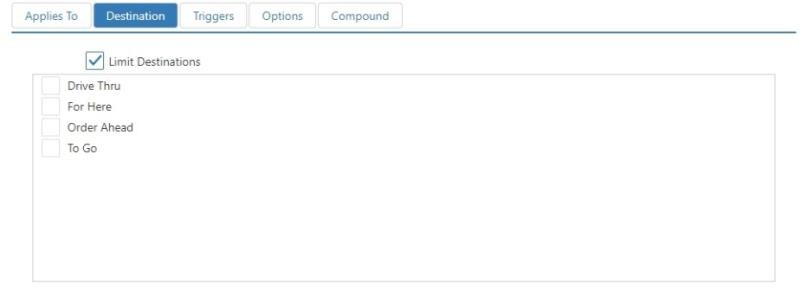 Applies To Destination Triggers Options Compound
Limit Destinations
Drive Thru
For Here
Order Ahead
To Go